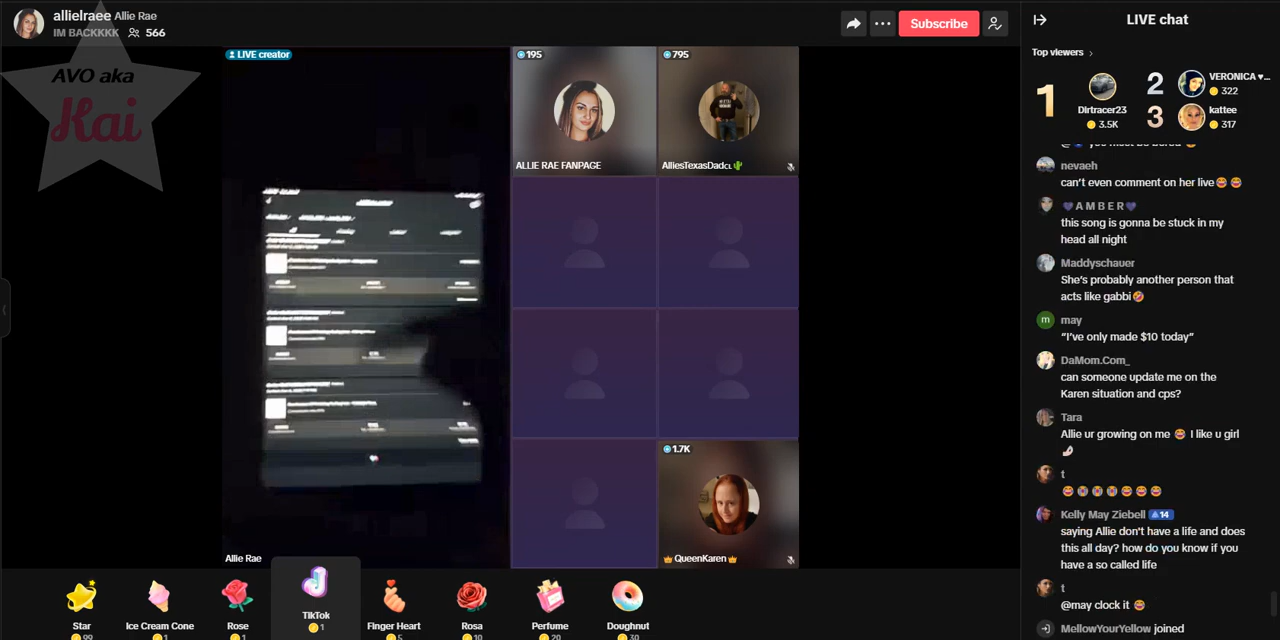 allielraee Allie Rae
IM BACKKKK 566
Subscribe
LIVE chat
AVO aka
Kai
LIVE creator
195
795
ALLIE RAE FANPAGE
1.7K
QueenKaren
Allie Rae
Star
99
Ice Cream Cone
1
Rose
1
TikTok
1
Finger Heart
5
Rosa
10
Perfume
20
Doughnut
30
Top viewers
1
Dirtracer23
3.5K
2
VERONICA ♥...
322
3
kattee
317
nevaeh
can't even comment on her live😂😂
💜A M B E R💜
this song is gonna be stuck in my
head all night
Maddyschauer
She's probably another person that
acts like gabbi🤣
m may
“I've only made $10 today”
DaMom.Com_
can someone update me on the
Karen situation and cps?
Tara
Allie ur growing on me 😂 I like u girl
t
😂😭😭😭😂😂😂
Kelly May Ziebell 14
saying Allie don't have a life and does
this all day? how do you know if you
have a so called life
t
@may clock it 😂
MellowYourYellow joined